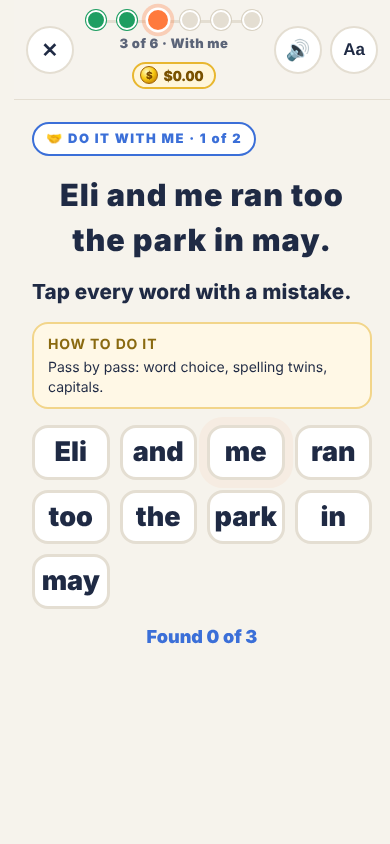 3 of 6 · With me
$ $0.00
Aa
🤝 DO IT WITH ME · 1 of 2
Eli and me ran too
the park in may.
Tap every word with a mistake.
HOW TO DO IT
Pass by pass: word choice, spelling twins,
capitals.
Eli and me ran
too the park in
may
Found 0 of 3